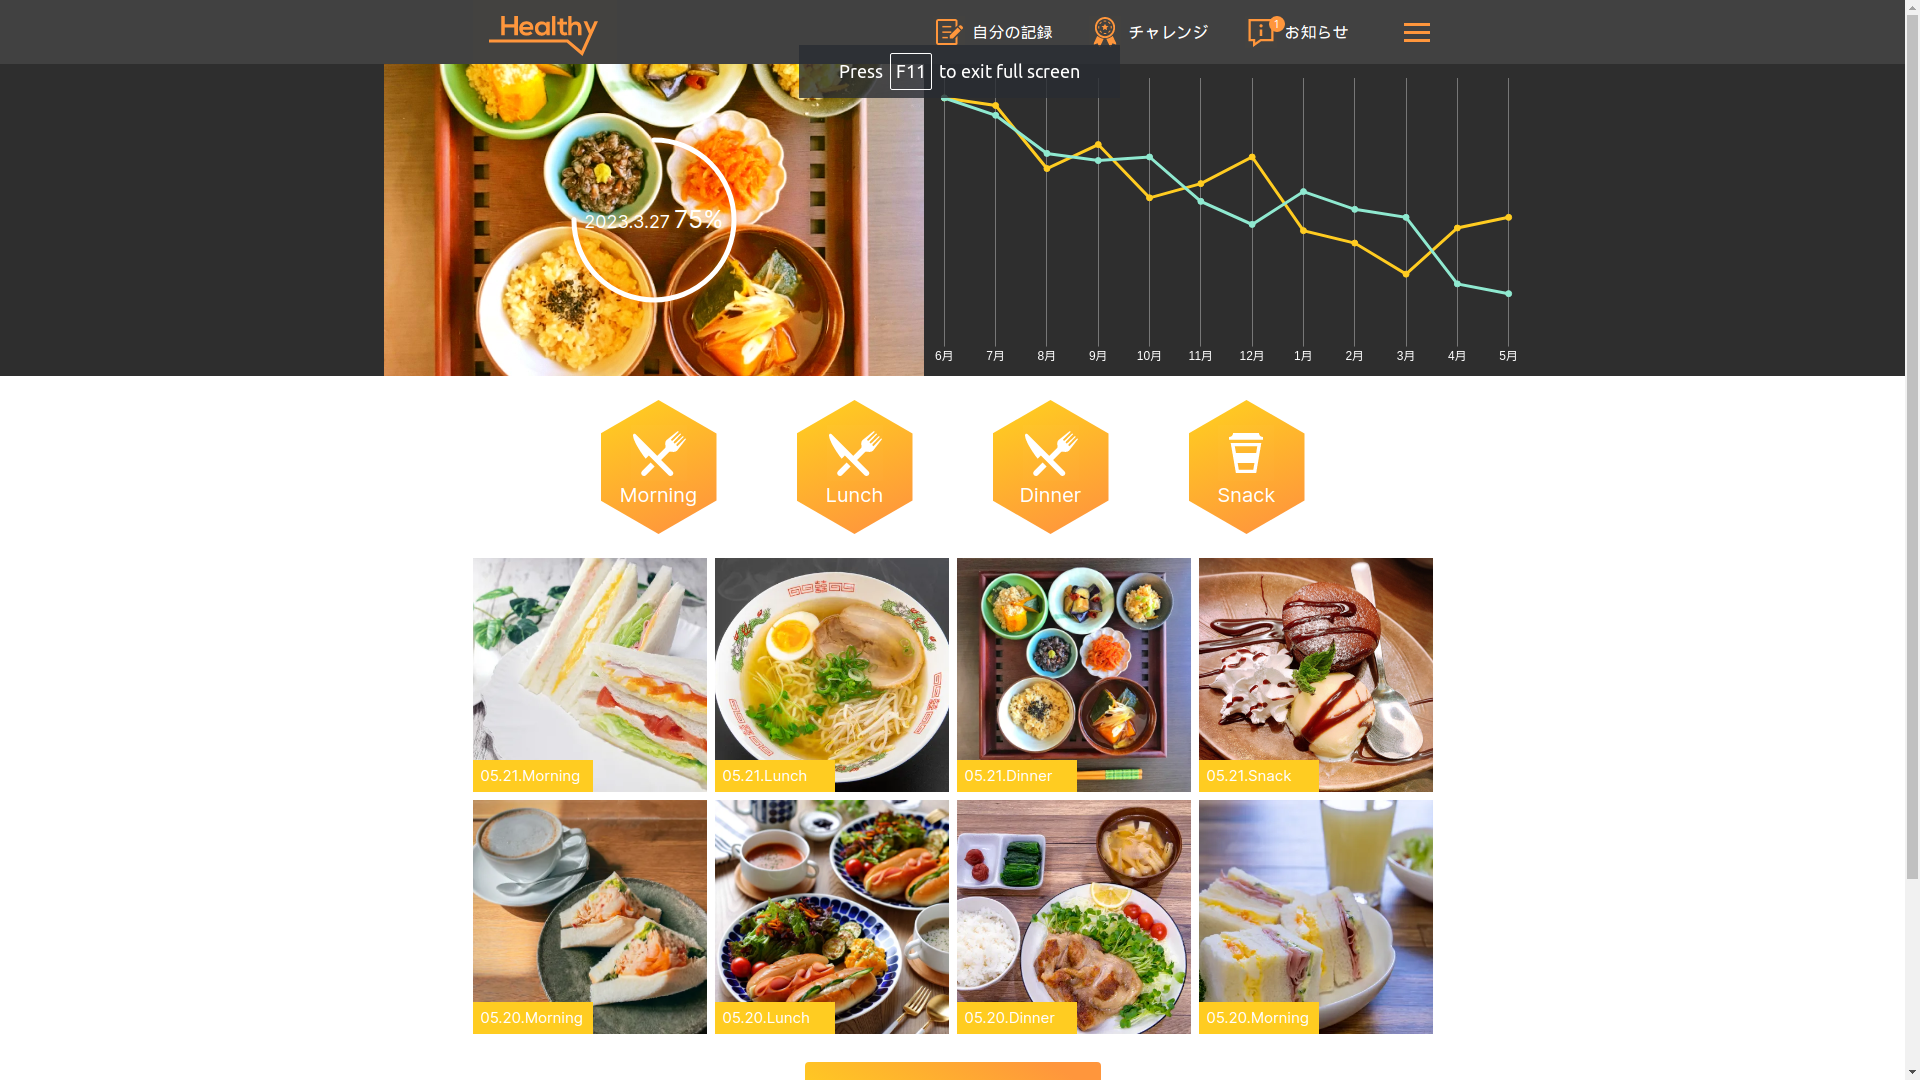 Healthy
自分の記録
チャレンジ
1
お知らせ
Press F11 to exit full screen
2023.3.27 75%
6月 7月 8月 9月 10月 11月 12月 1月 2月 3月 4月 5月
Morning
Lunch
Dinner
Snack
05.21.Morning
05.21.Lunch
05.21.Dinner
05.21.Snack
05.20.Morning
05.20.Lunch
05.20.Dinner
05.20.Morning